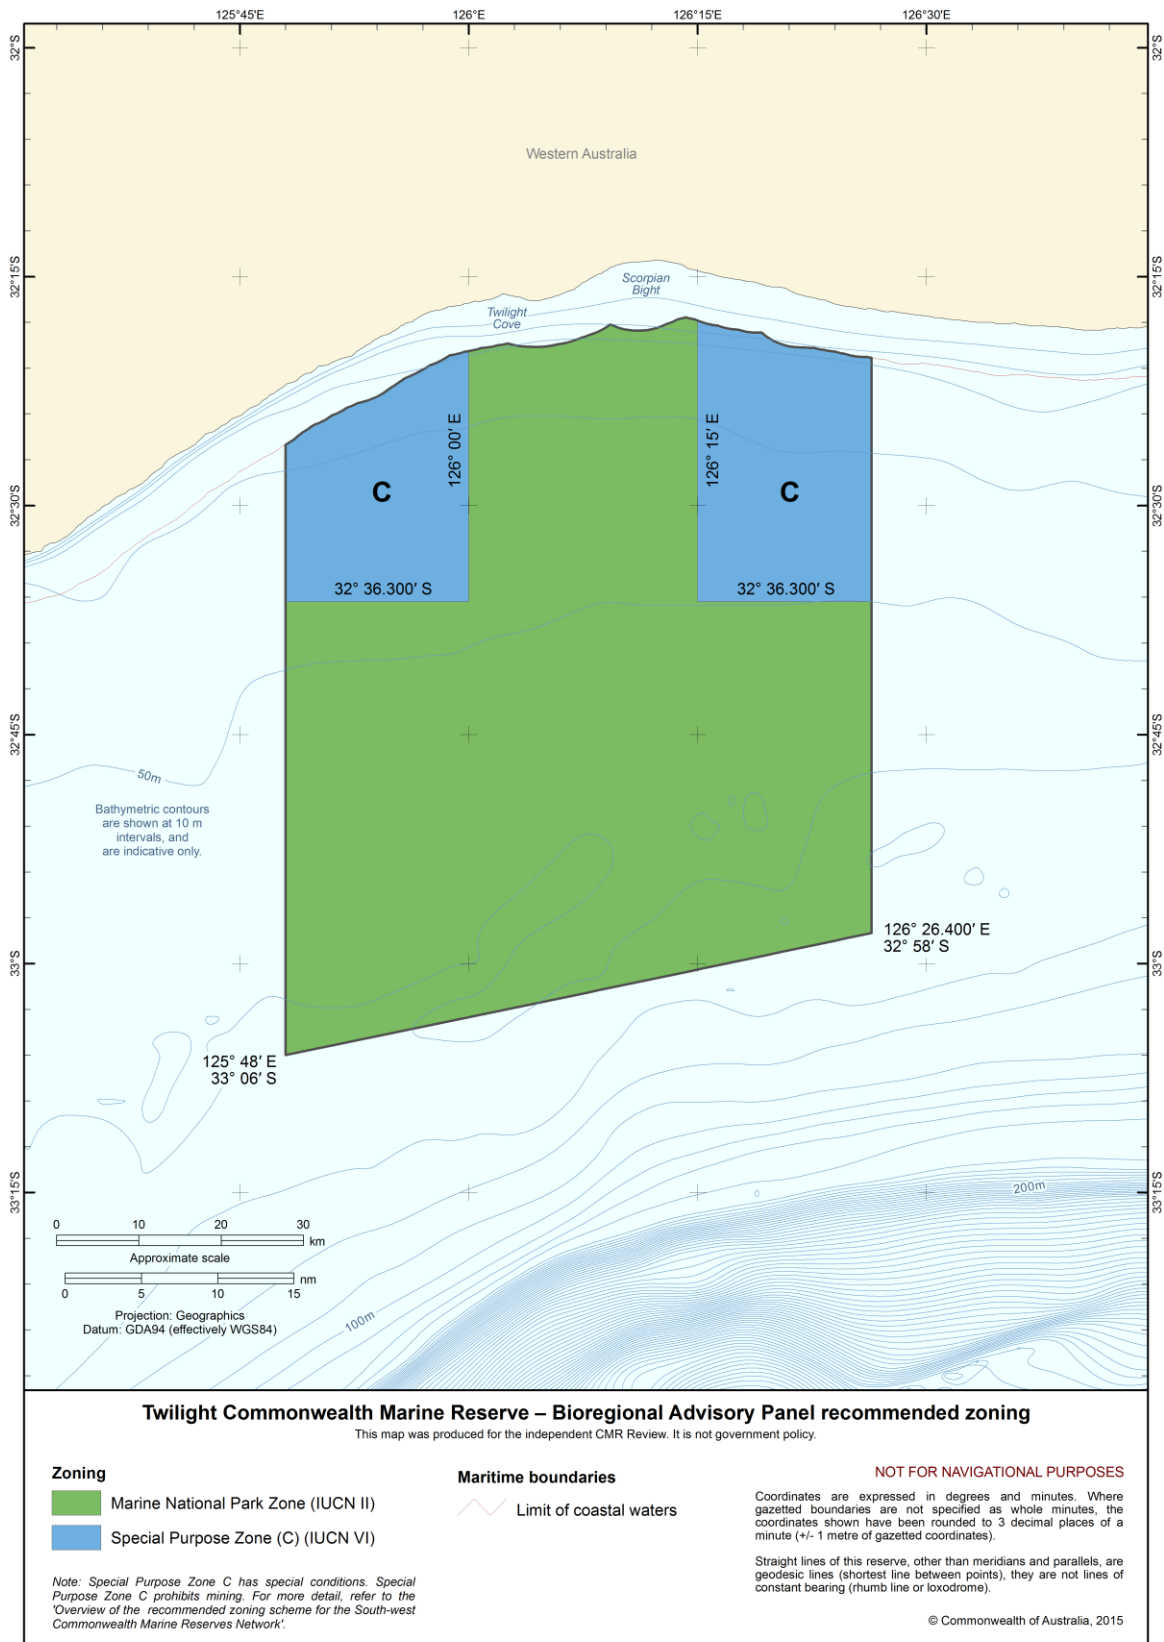 125°45'E
126°E
126°15'E
126°30'E
32°S
32°S
Western Australia
32°15'S
32°15'S
Scorpian
Bight
Twilight
Cove
126° 00′ E
126° 15′ E
C
C
32°30'S
32°30'S
32° 36.300′ S
32° 36.300′ S
32°45'S
32°45'S
50m
Bathymetric contours
are shown at 10 m
intervals, and
are indicative only.
126° 26.400′ E
32° 58′ S
33°S
33°S
125° 48′ E
33° 06′ S
33°15'S
33°15'S
200m
0 10 20 30
km
Approximate scale
nm
0 5 10 15
Projection: Geographics
Datum: GDA94 (effectively WGS84)
100m
Twilight Commonwealth Marine Reserve – Bioregional Advisory Panel recommended zoning
This map was produced for the independent CMR Review. It is not government policy.
Zoning
Marine National Park Zone (IUCN II)
Special Purpose Zone (C) (IUCN VI)
Note: Special Purpose Zone C has special conditions. Special
Purpose Zone C prohibits mining. For more detail, refer to the
'Overview of the recommended zoning scheme for the South-west
Commonwealth Marine Reserves Network'.
Maritime boundaries
Limit of coastal waters
NOT FOR NAVIGATIONAL PURPOSES
Coordinates are expressed in degrees and minutes. Where
gazetted boundaries are not specified as whole minutes, the
coordinates shown have been rounded to 3 decimal places of a
minute (+/- 1 metre of gazetted coordinates).
Straight lines of this reserve, other than meridians and parallels, are
geodesic lines (shortest line between points), they are not lines of
constant bearing (rhumb line or loxodrome).
© Commonwealth of Australia, 2015